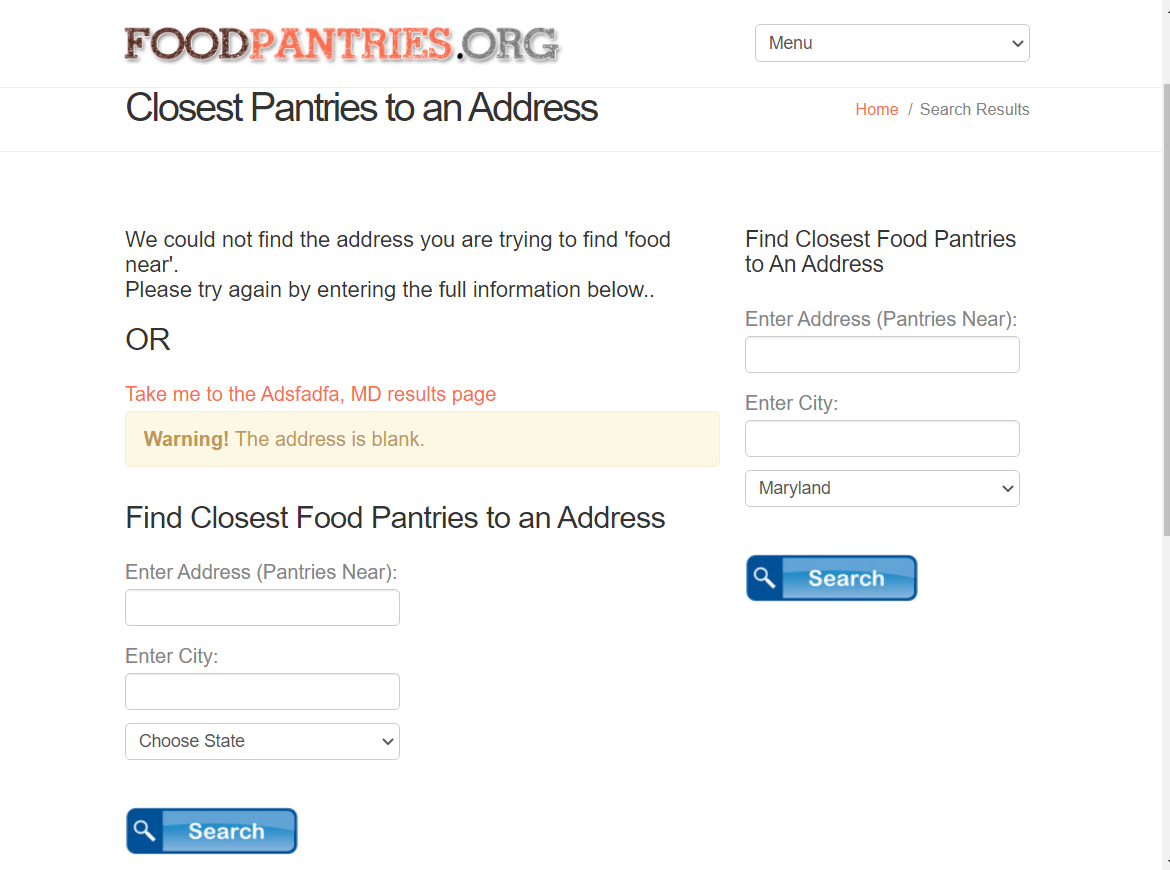 FOODPANTRIES.ORG
Menu
Closest Pantries to an Address
Home / Search Results
We could not find the address you are trying to find 'food
near'.
Please try again by entering the full information below..
OR
Take me to the Adsfadfa, MD results page
Warning! The address is blank.
Find Closest Food Pantries to an Address
Enter Address (Pantries Near):
Enter City:
Choose State
Search
Find Closest Food Pantries
to An Address
Enter Address (Pantries Near):
Enter City:
Maryland
Search